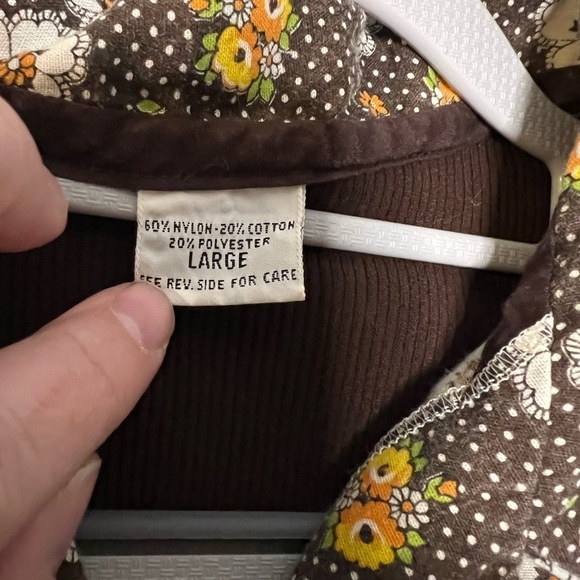 60% NYLON-20% COTTON
20% POLYESTER
LARGE
SEE REV. SIDE FOR CARE